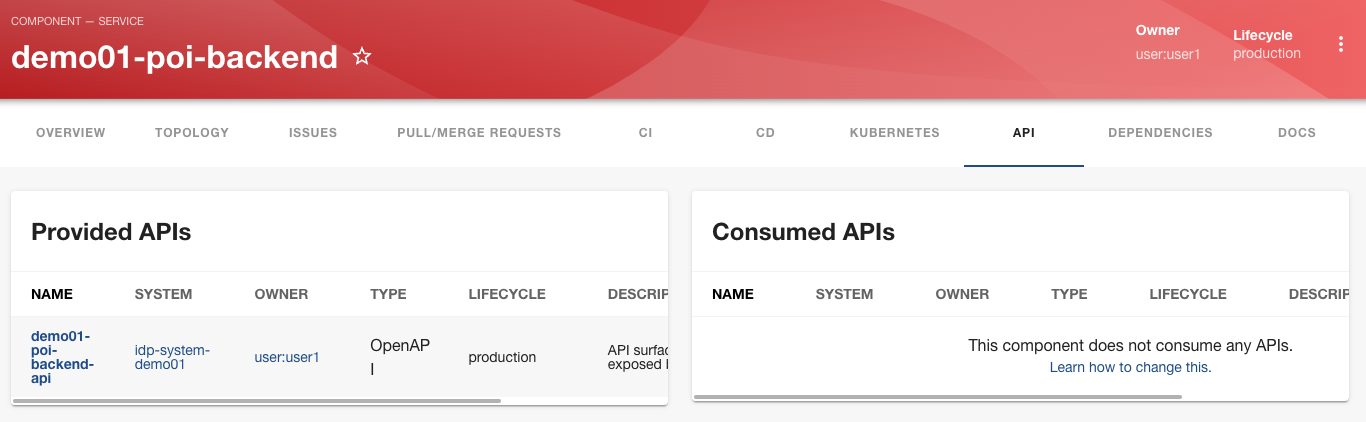 COMPONENT — SERVICE
demo01-poi-backend
Owner
user:user1
Lifecycle
production
OVERVIEW TOPOLOGY ISSUES PULL/MERGE REQUESTS CI CD KUBERNETES API DEPENDENCIES DOCS
Provided APIs
NAME SYSTEM OWNER TYPE LIFECYCLE DESCRIP
demo01-
poi-
backend-
api
idp-system-
demo01
user:user1
OpenAP
I
production
API surfac
exposed
Consumed APIs
NAME SYSTEM OWNER TYPE LIFECYCLE DESCRIP
This component does not consume any APIs.
Learn how to change this.